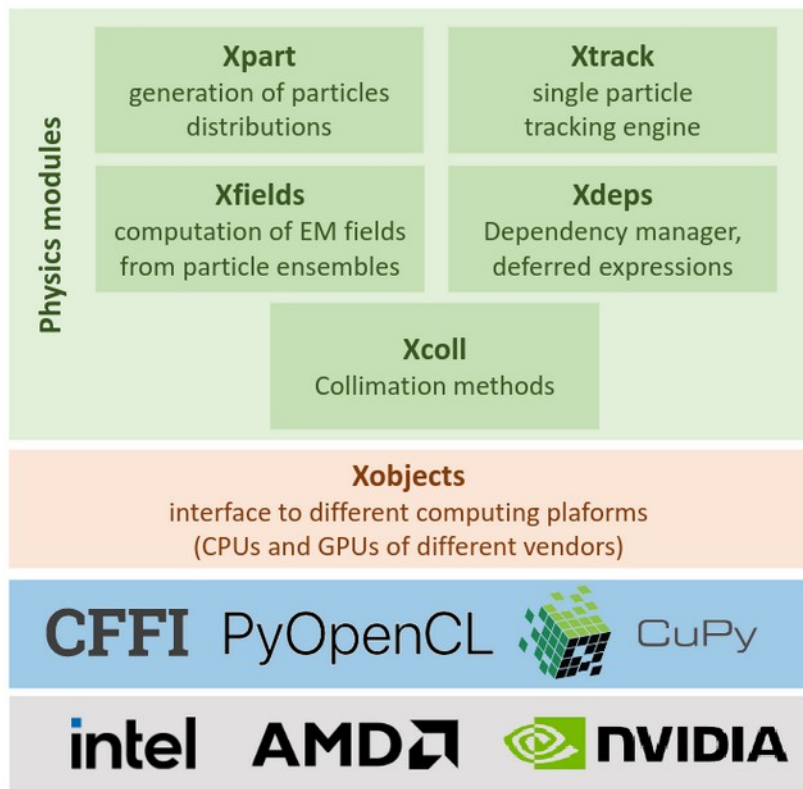 Physics modules
Xpart
generation of particles
distributions
Xtrack
single particle
tracking engine
Xfields
computation of EM fields
from particle ensembles
Xdeps
Dependency manager,
deferred expressions
Xcoll
Collimation methods
Xobjects
interface to different computing plaforms
(CPUs and GPUs of different vendors)
CFFI PyOpenCL CuPy
intel AMD NVIDIA